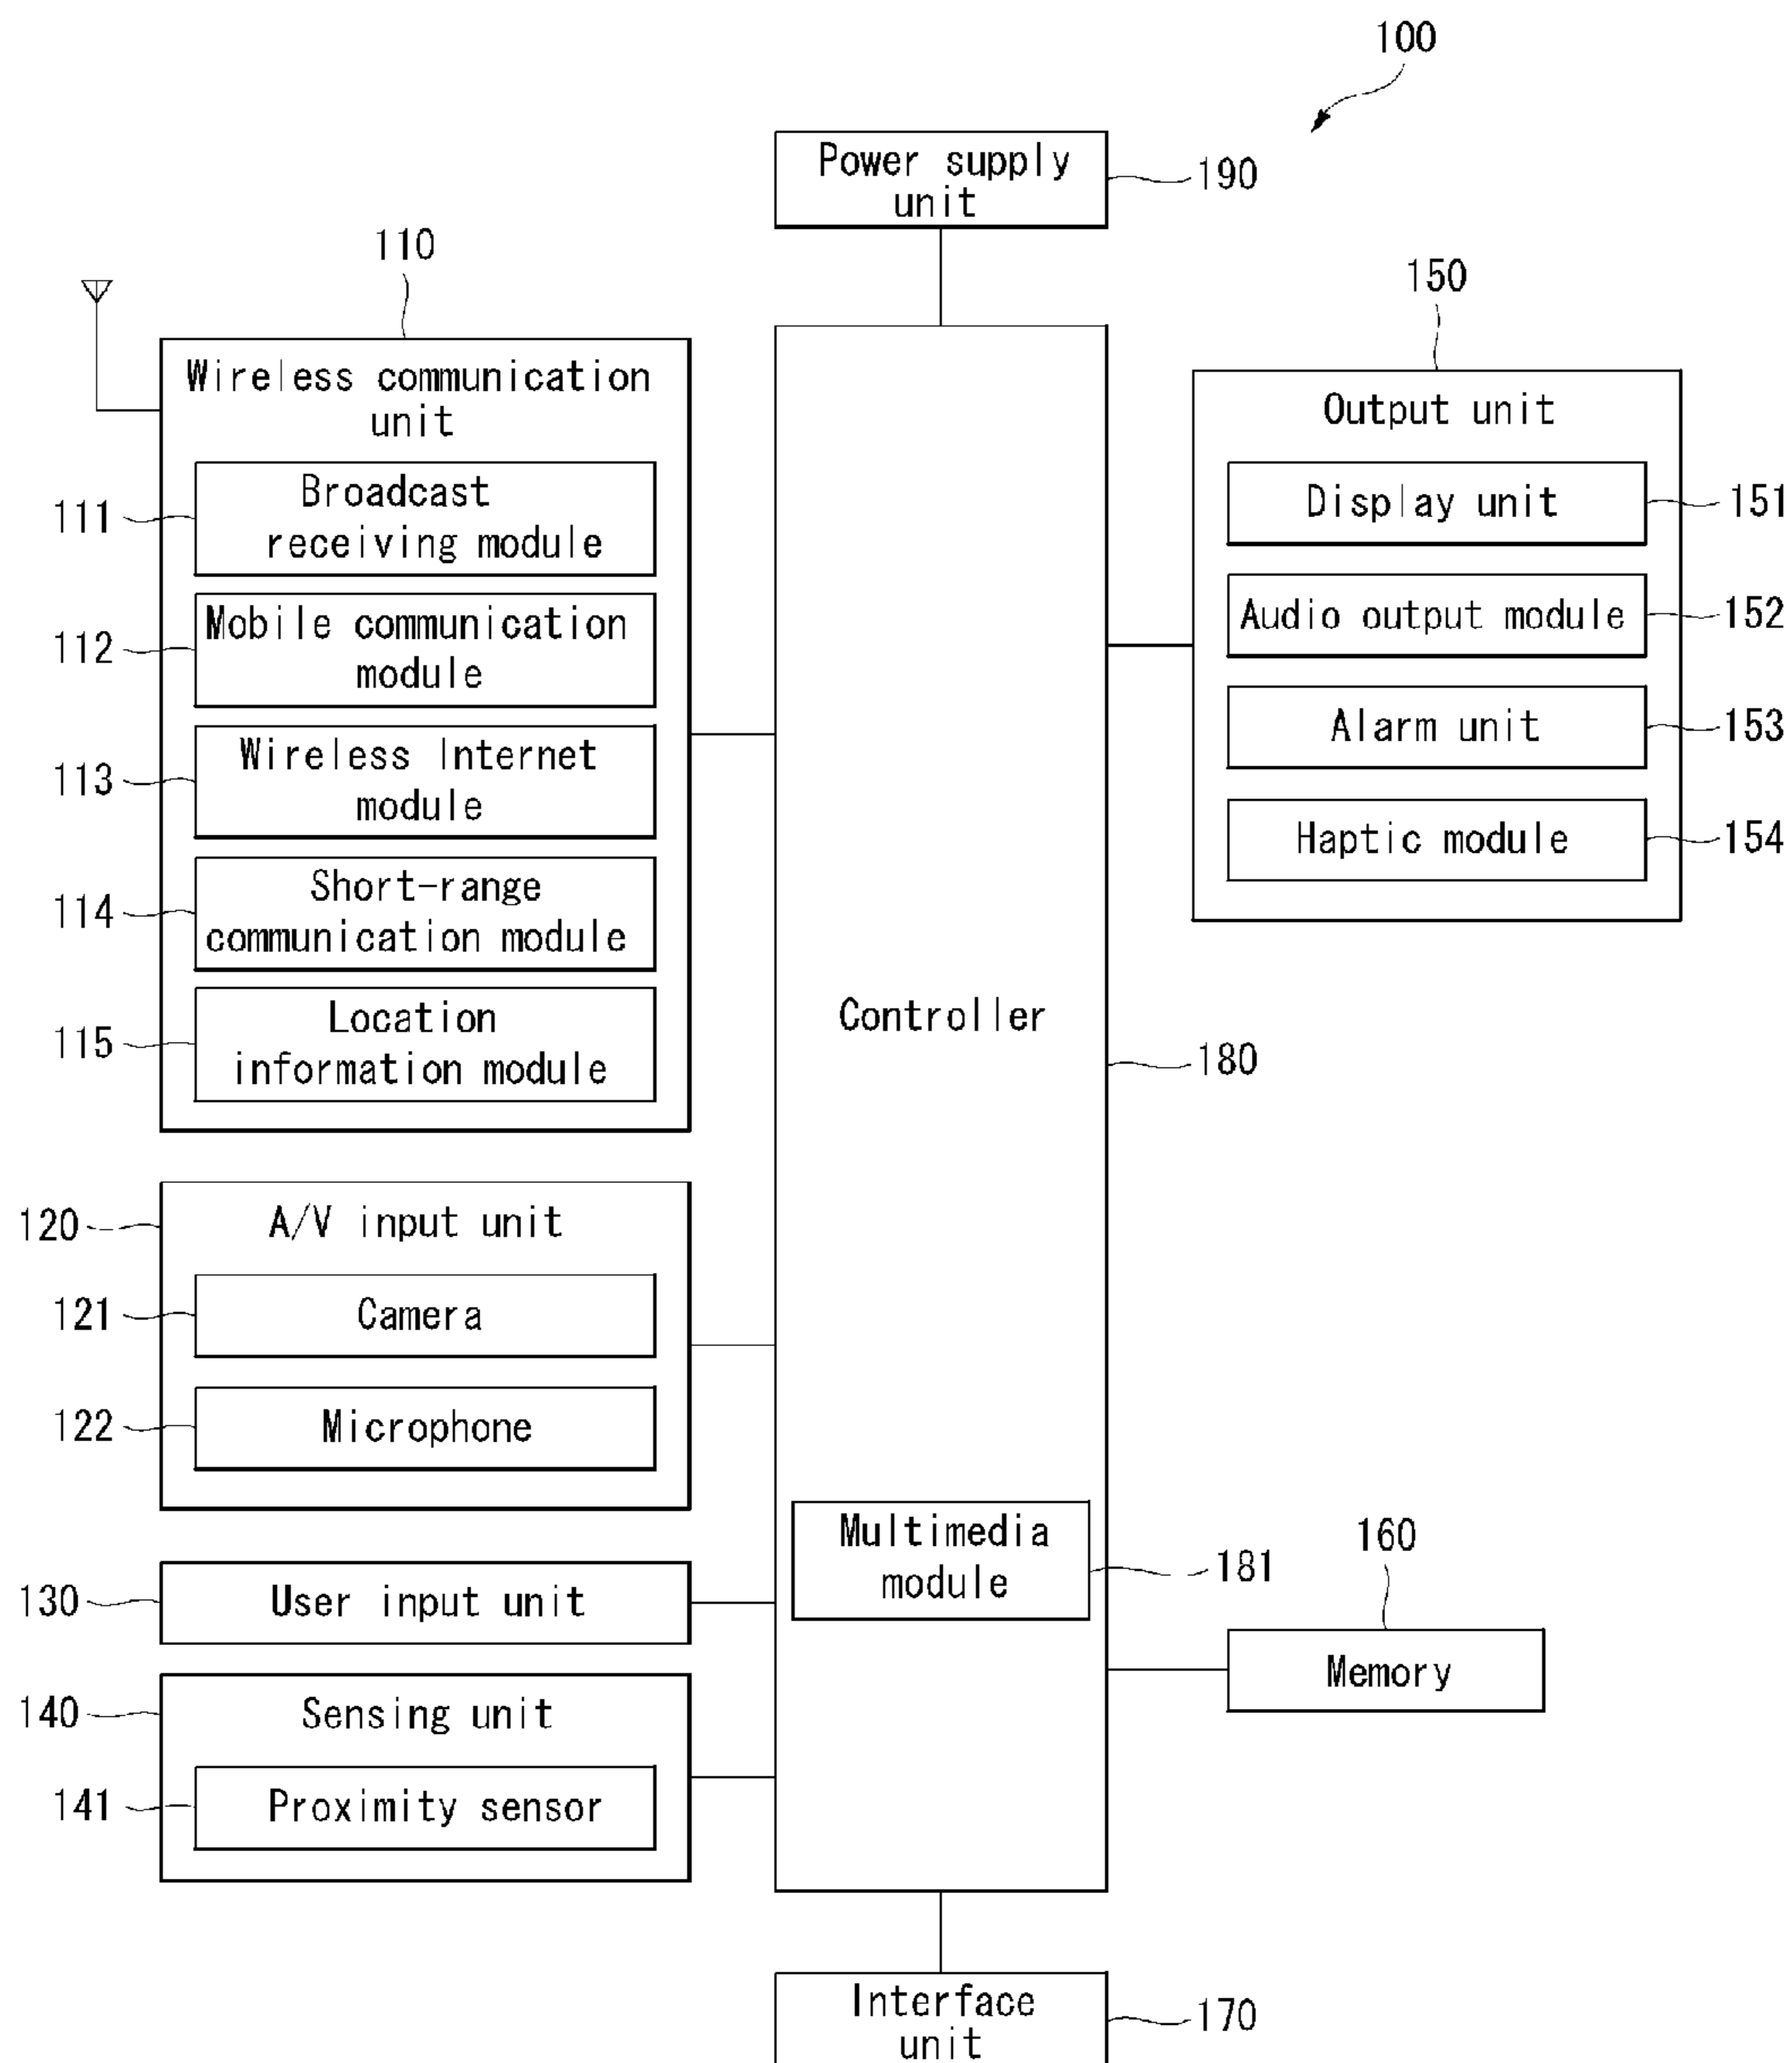 100
Power supply
unit
190
110
150
Wireless communication
unit
Output unit
111
Broadcast
receiving module
Display unit
151
112
Mobile communication
module
Audio output module
152
113
Wireless Internet
module
Alarm unit
153
114
Short-range
communication module
Haptic module
154
115
Location
information module
Controller
180
120
A/V input unit
121
Camera
122
Microphone
Multimedia
module
181
160
130
User input unit
Memory
140
Sensing unit
141
Proximity sensor
Interface
unit
170